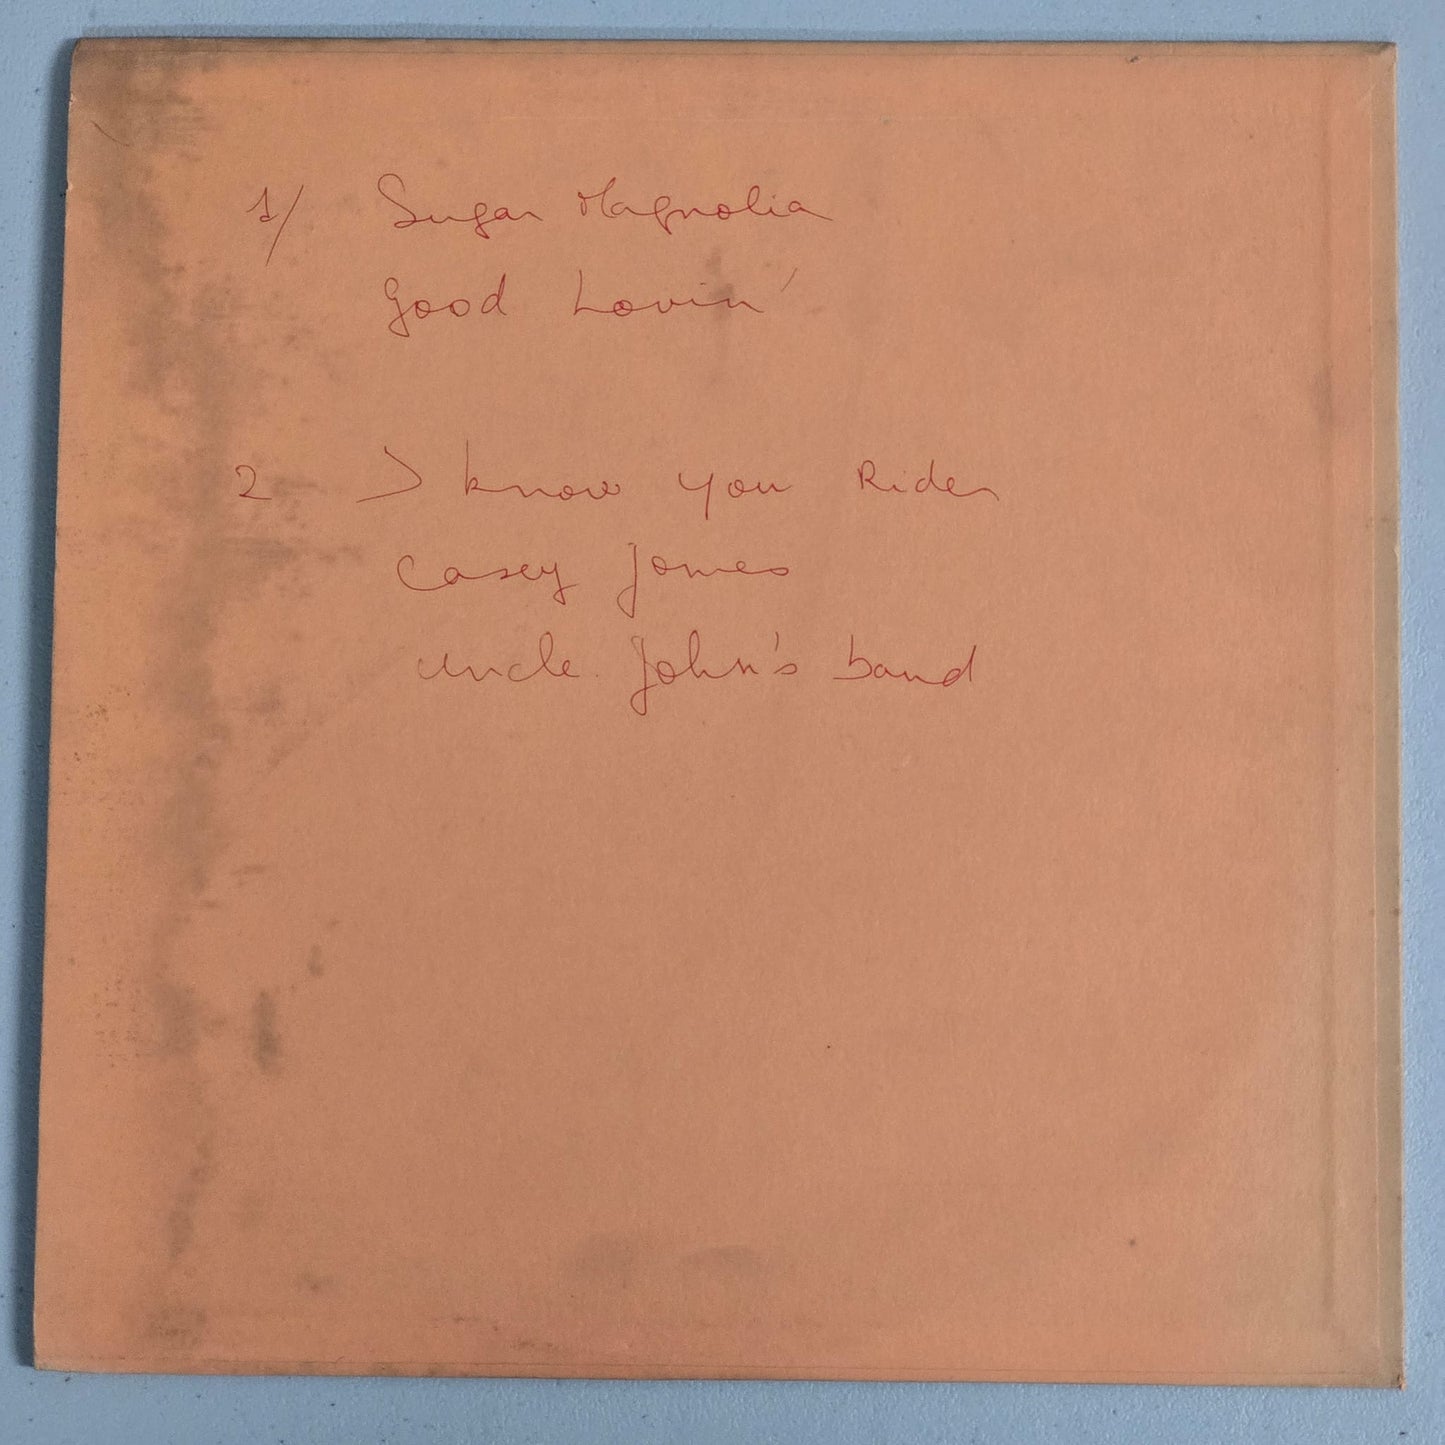 1/ Sugar Magnolia
Good Lovin'
2 I know you Rider
Casey Jones
uncle John's band